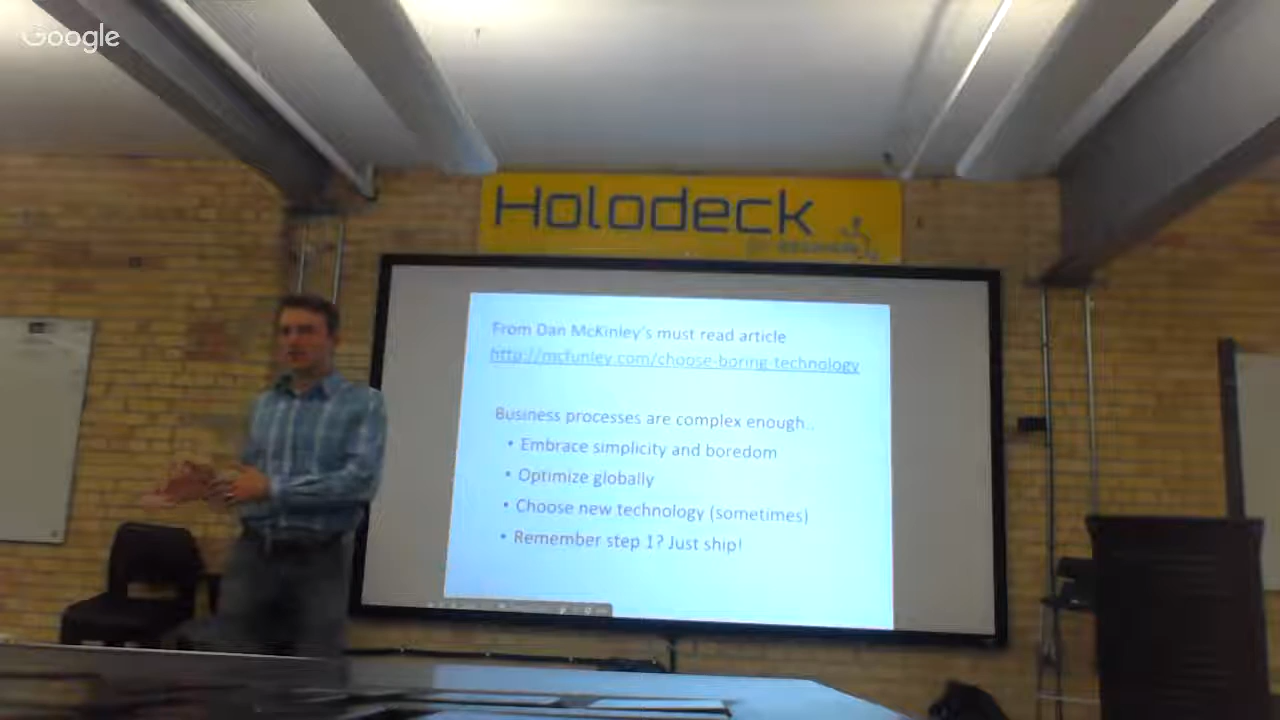 Google
Holodeck
From Dan McKinley's must read article
http://mcfunley.com/choose-boring-technology
Business processes are complex enough..
• Embrace simplicity and boredom
• Optimize globally
• Choose new technology (sometimes)
• Remember step 1? Just ship!